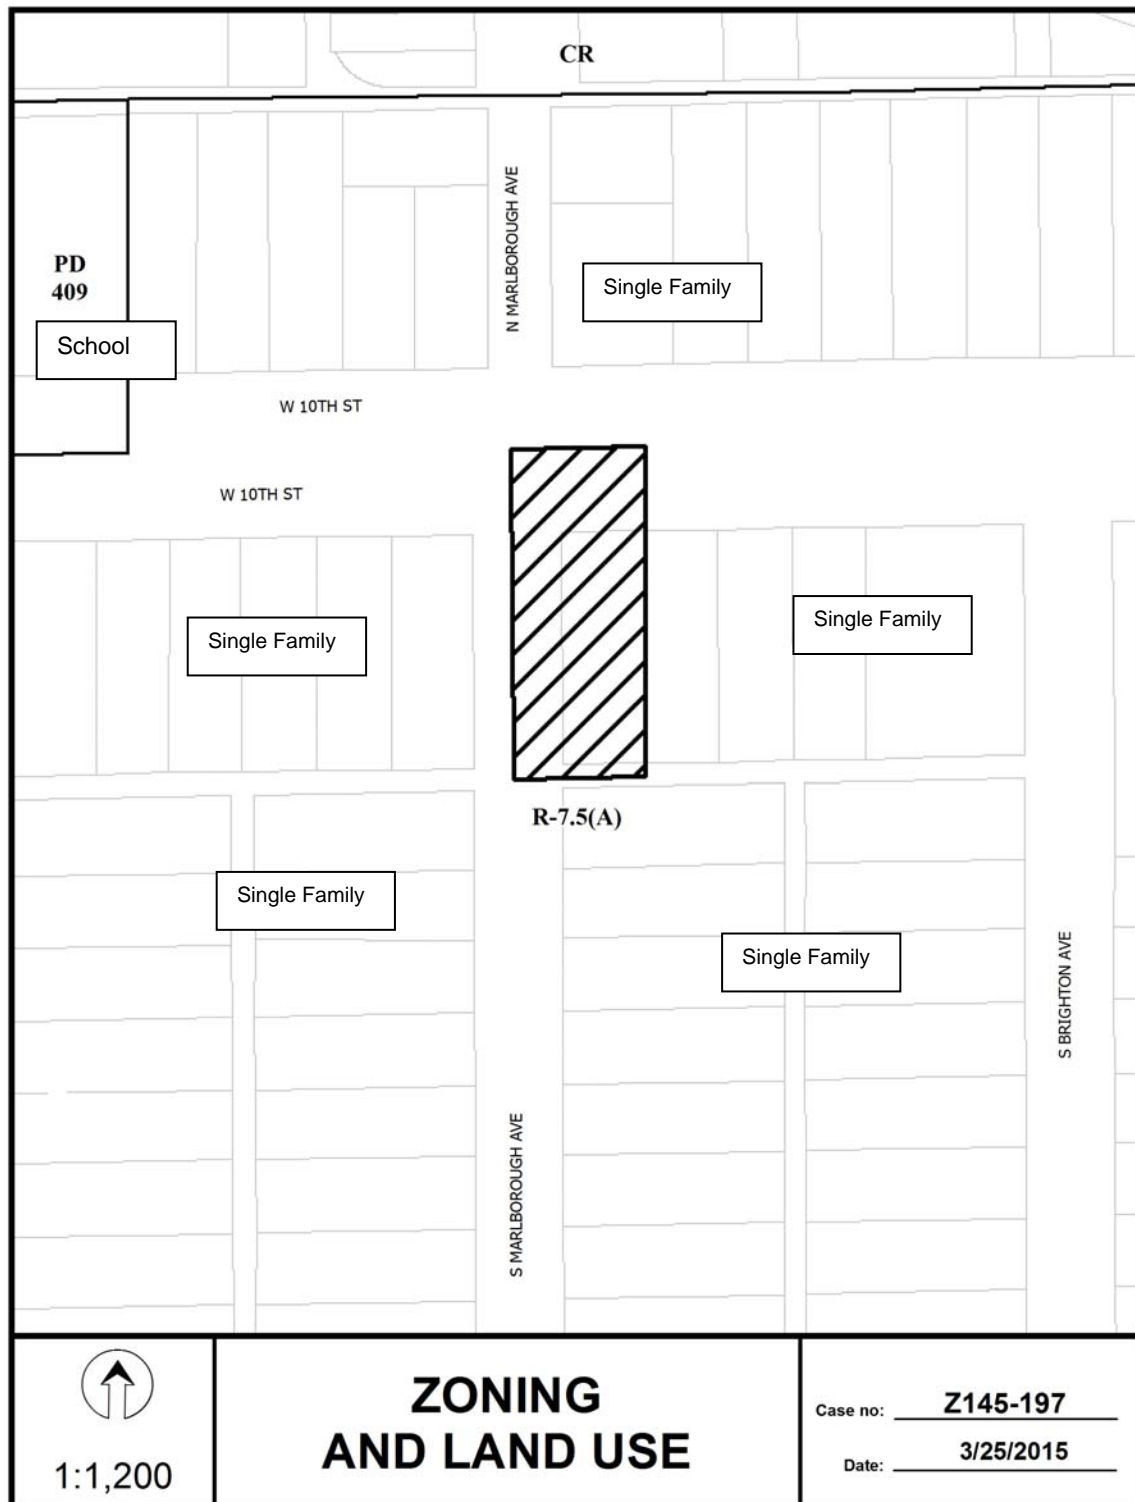 CR
N MARLBOROUGH AVE
PD
409
Single Family
School
W 10TH ST
W 10TH ST
Single Family
Single Family
R-7.5(A)
Single Family
Single Family
S BRIGHTON AVE
S MARLBOROUGH AVE
1:1,200
ZONING
AND LAND USE
Case no: Z145-197
Date: 3/25/2015